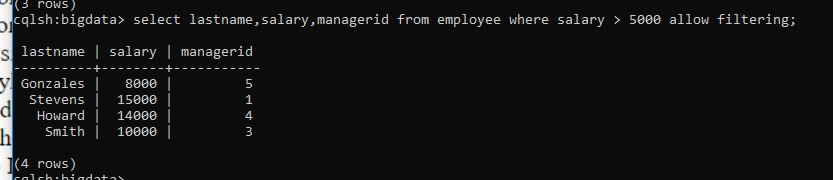 (3 rows)
cqlsh:bigdata> select lastname,salary,managerid from employee where salary > 5000 allow filtering;
 lastname | salary | managerid
----------+--------+-----------
 Gonzales |   8000 |         5
  Stevens |  15000 |         1
   Howard |  14000 |         4
    Smith |  10000 |         3
(4 rows)
cqlsh:bigdata>